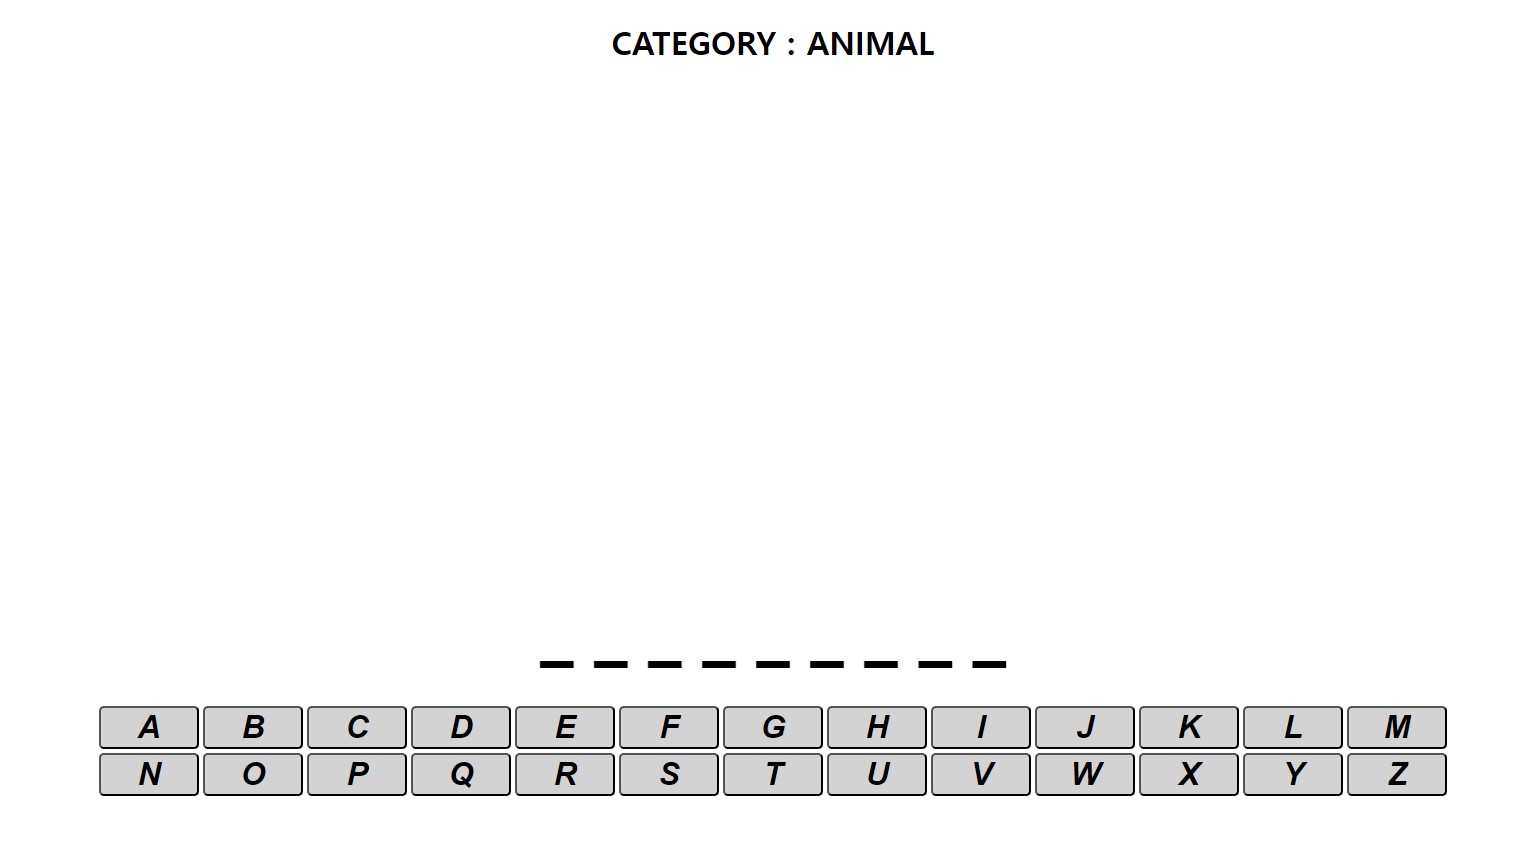 CATEGORY : ANIMAL
_ _ _ _ _ _ _ _ _
A B C D E F G H I J K L M
N O P Q R S T U V W X Y Z